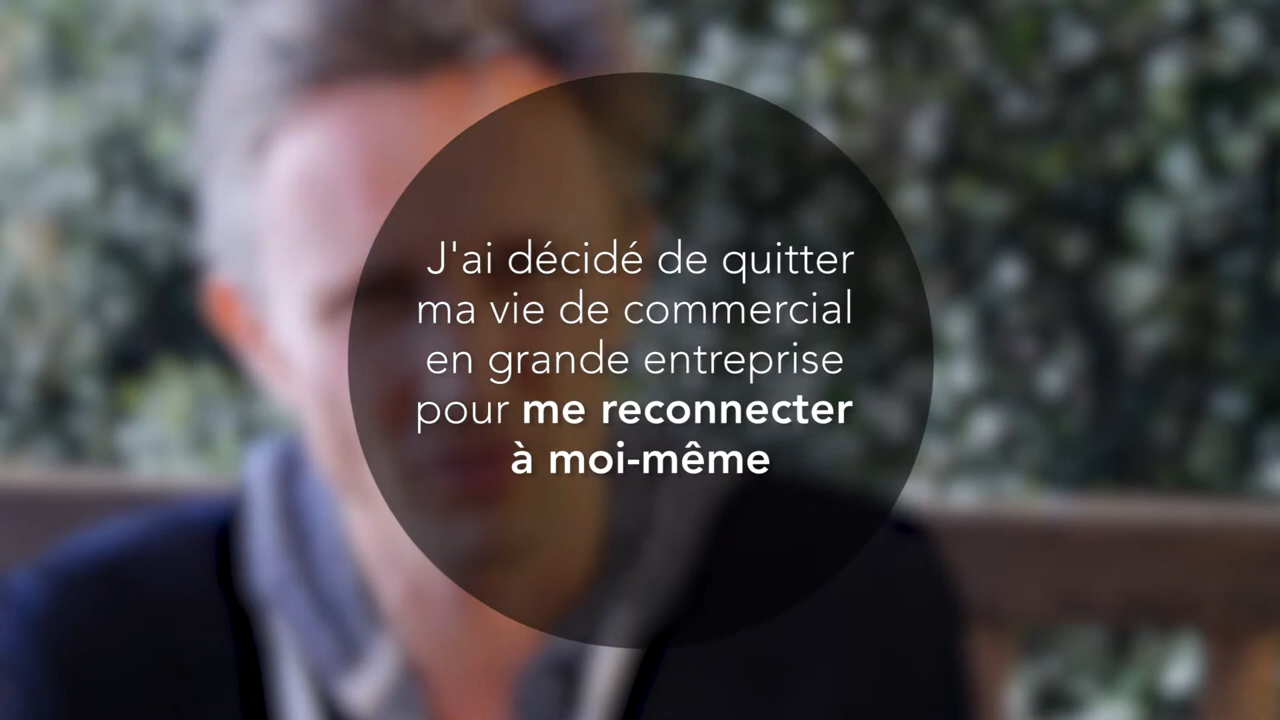 J'ai décidé de quitter
ma vie de commercial
en grande entreprise
pour me reconnecter
à moi-même